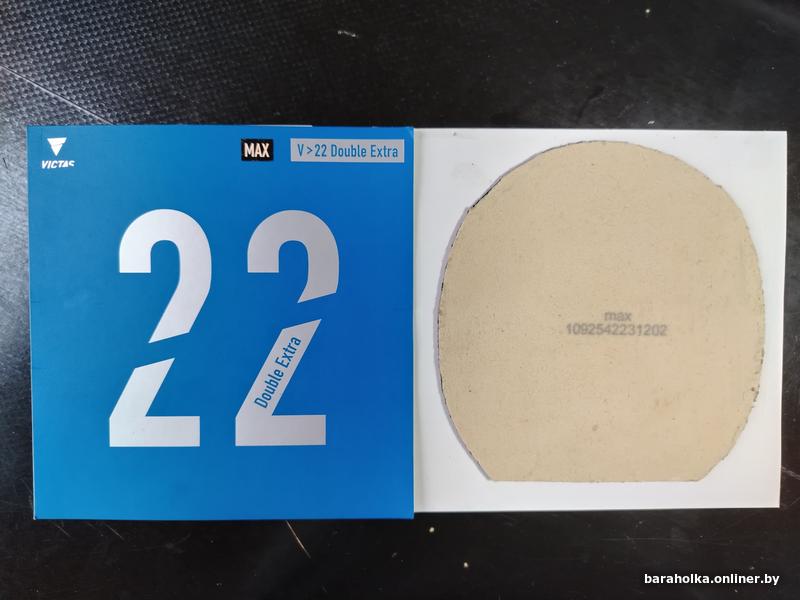 VICTAS
MAX
V>22 Double Extra
22
Double Extra
max
1092542231202
baraholka.onliner.by